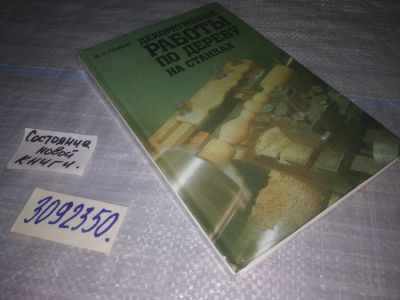 ДЕКОРАТИВНЫЕ
РАБОТЫ
ПО ДЕРЕВУ
НА СТАНКАХ
Состояние
новой
книги.
3092350.